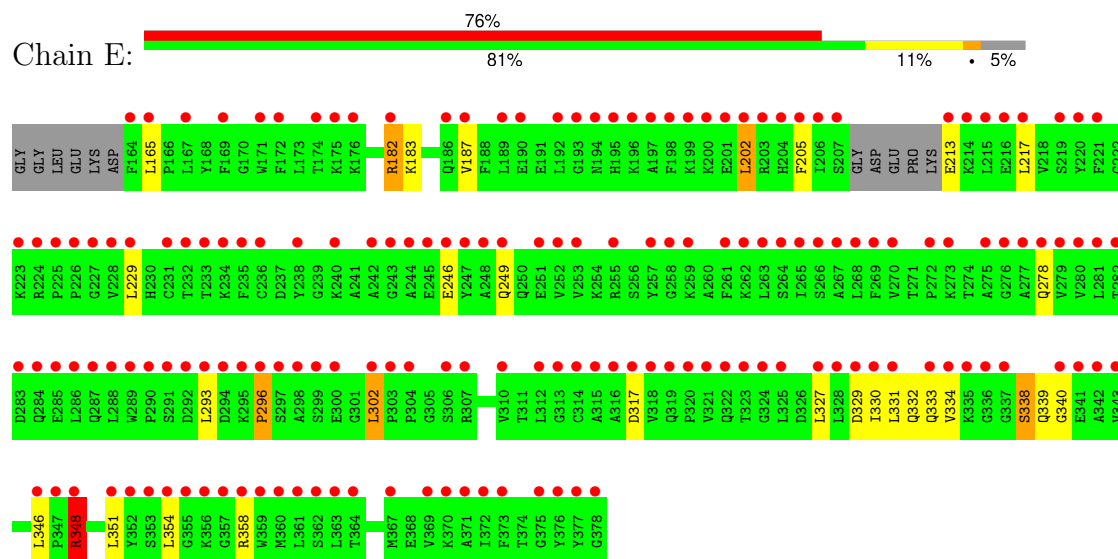 Chain E:
76%
81% 11% • 5%
GLY GLY LEU GLU LYS ASP F164 L165 P166 L167 Y168 F169 G170 W171 F172 L173 T174 K175 K176 R182 K183 Q186 V187 F188 L189 E190 E191 L192 G193 N194 H195 K196 A197 F198 K199 K200 E201 L202 R203 H204 F205 I206 S207 GLY ASP GLU PRO LYS E213 K214 L215 E216 L217 V218 S219 Y220 F221 G222
K223 R224 P225 P226 G227 V228 L229 H230 C231 T232 T233 K234 F235 C236 D237 Y238 G239 K240 A241 A242 G243 A244 E245 E246 Y247 A248 Q249 Q250 E251 V252 V253 K254 R255 S256 Y257 G258 K259 A260 F261 K262 L263 S264 I265 S266 A267 L268 F269 V270 T271 P272 K273 T274 A275 G276 A277 Q278 V279 V280 L281 T282
D283 Q284 E285 L286 Q287 L288 W289 P290 S291 D292 L293 D294 K295 P296 S297 A298 S299 E300 G301 L302 P303 P304 G305 S306 R307 V310 T311 L312 G313 C314 A315 A316 D317 V318 Q319 P320 V321 Q322 T323 G324 L325 D326 L327 L328 D329 I330 L331 Q332 Q333 V334 K335 G336 G337 S338 Q339 G340 E341 A342 V343
L346 P347 R348 L351 Y352 S353 L354 G355 K356 G357 R358 W359 M360 L361 S362 L363 T364 M367 E368 V369 K370 A371 I372 F373 T374 G375 Y376 Y377 G378